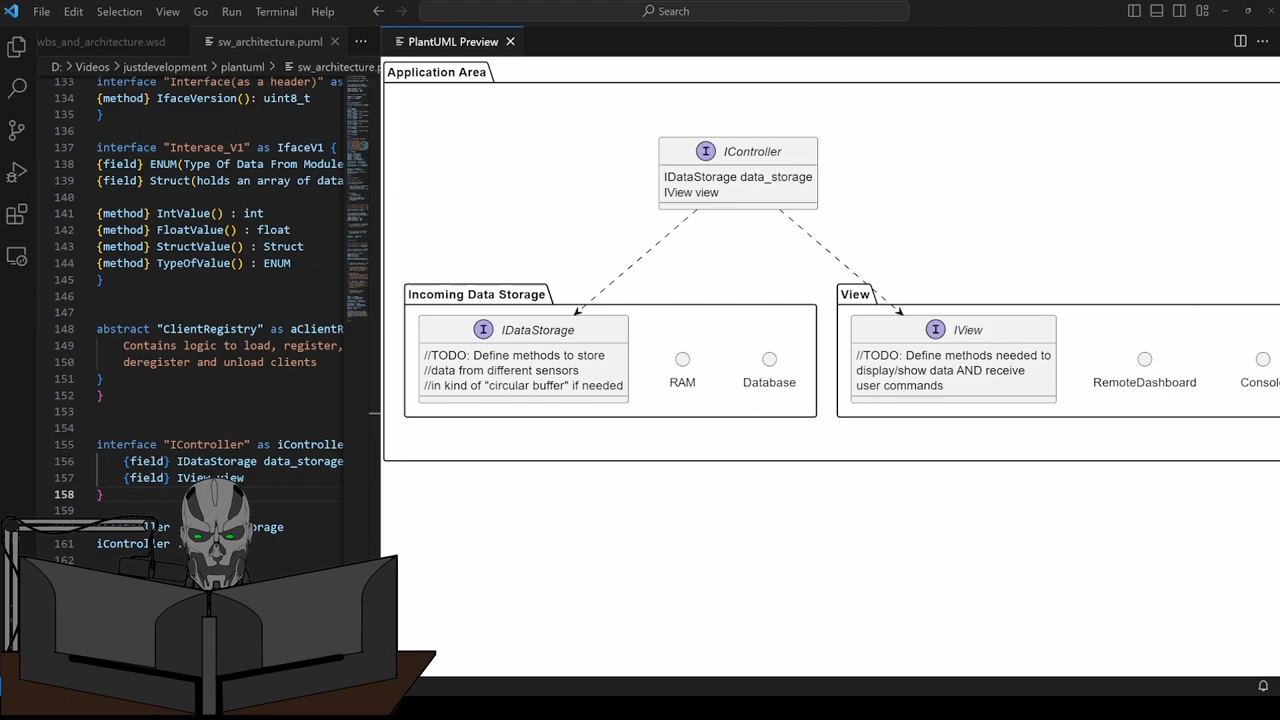 File Edit Selection View Go Run Terminal Help
Search
wbs_and_architecture.wsd
sw_architecture.puml
PlantUML Preview
D: > Videos > justdevelopment > plantuml > sw_architecture.p
133 interface "Interface(as a header)" as
134 {method} IfaceVersion(): uint8_t
135 }
136
137 interface "Interace_V1" as IfaceV1 {
138 {field} ENUM(Type Of Data From Module
139 {field} Struct(holds an array of data
140
141 {method} IntValue() : int
142 {method} FloatValue() : float
143 {method} StructValue() : Struct
144 {method} TypeOfValue() : ENUM
145 }
146
147
148 abstract "ClientRegistry" as aClientR
149 Contains logic to load, register,
150 deregister and unload clients
151 }
152 }
153
154
155 interface "IController" as iControlle
156 {field} IDataStorage data_storage
157 {field} IView view
158 }
159
orage
161 iController .
162
Application Area
I IController
IDataStorage data_storage
IView view
Incoming Data Storage
I IDataStorage
//TODO: Define methods to store
//data from different sensors
//in kind of "circular buffer" if needed
RAM
Database
View
I IView
//TODO: Define methods needed to
display/show data AND receive
user commands
RemoteDashboard
Consol